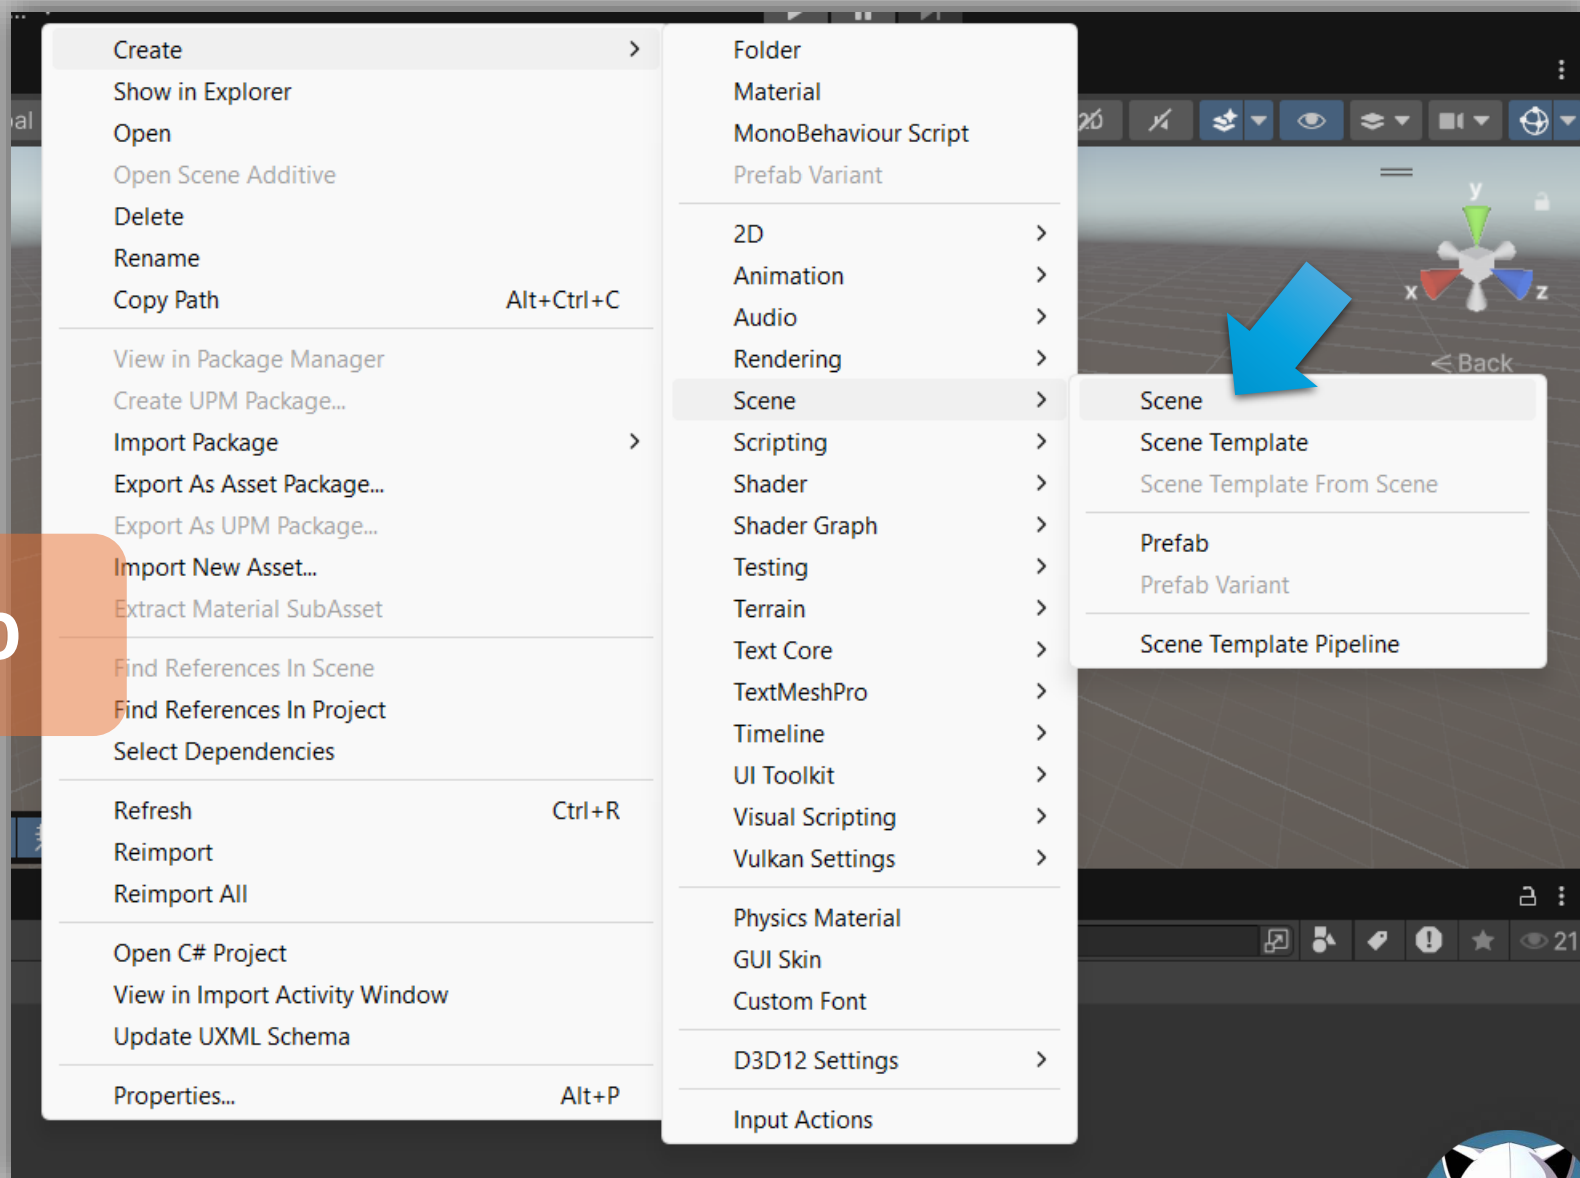 Create
Show in Explorer
Open
Open Scene Additive
Delete
Rename
Copy Path Alt+Ctrl+C
View in Package Manager
Create UPM Package...
Import Package
Export As Asset Package...
Export As UPM Package...
Import New Asset...
Extract Material SubAsset
Find References In Scene
Find References In Project
Select Dependencies
Refresh Ctrl+R
Reimport
Reimport All
Open C# Project
View in Import Activity Window
Update UXML Schema
Properties... Alt+P
Folder
Material
MonoBehaviour Script
Prefab Variant
2D
Animation
Audio
Rendering
Scene
Scripting
Shader
Shader Graph
Testing
Terrain
Text Core
TextMeshPro
Timeline
UI Toolkit
Visual Scripting
Vulkan Settings
Physics Material
GUI Skin
Custom Font
D3D12 Settings
Input Actions
Scene
Scene Template
Scene Template From Scene
Prefab
Prefab Variant
Scene Template Pipeline
2D
y
x
z
Back
21